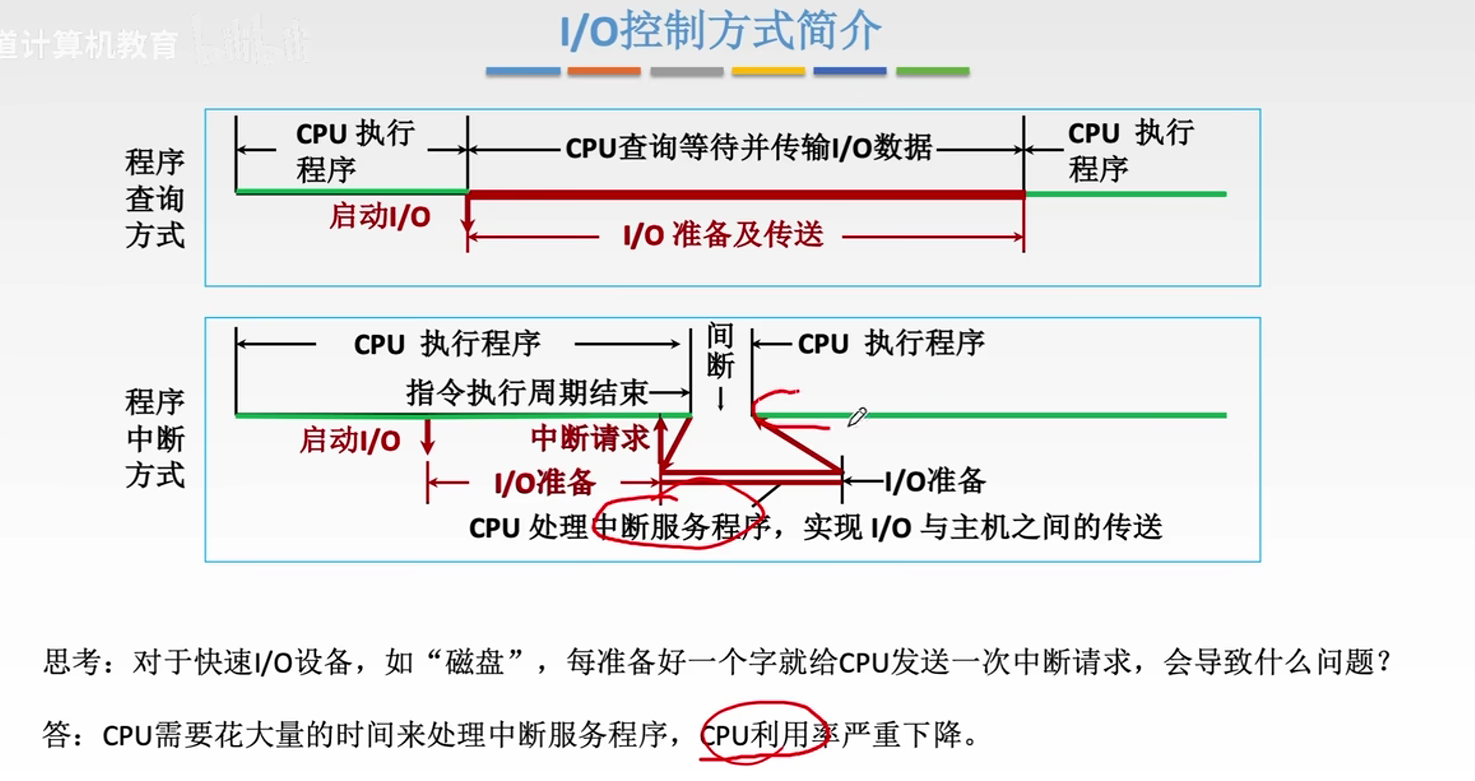 I/O控制方式简介
道计算机教育
程序
查询
方式
CPU 执行
程序
CPU查询等待并传输I/O数据
CPU 执行
程序
启动I/O
I/O 准备及传送
程序
中断
方式
CPU 执行程序
间
断
CPU 执行程序
指令执行周期结束
启动I/O
中断请求
I/O准备
I/O准备
CPU 处理中断服务程序，实现 I/O 与主机之间的传送
思考：对于快速I/O设备，如“磁盘”，每准备好一个字就给CPU发送一次中断请求，会导致什么问题？
答：CPU需要花大量的时间来处理中断服务程序，CPU利用率严重下降。